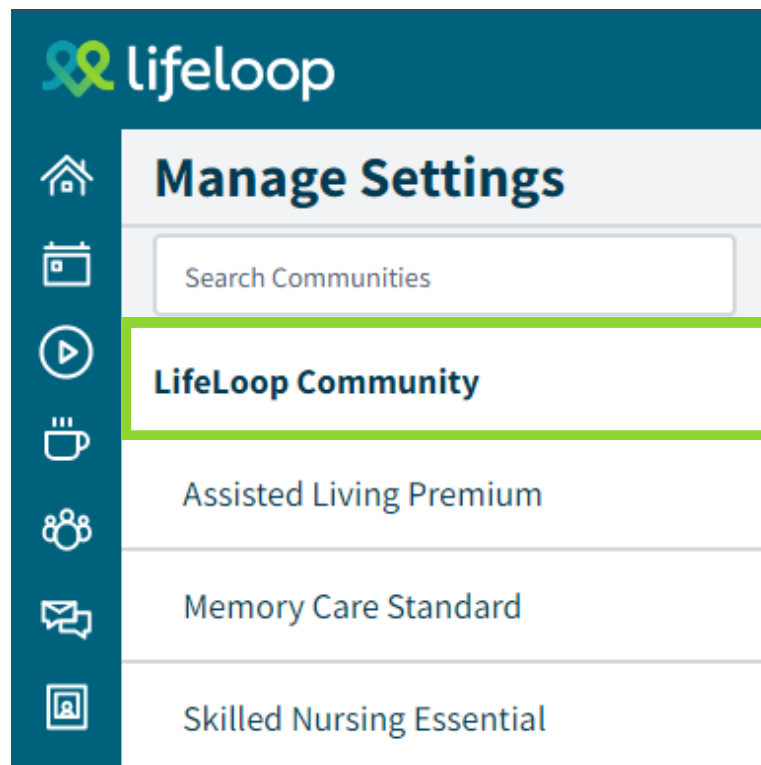 lifeloop
Manage Settings
Search Communities
LifeLoop Community
Assisted Living Premium
Memory Care Standard
Skilled Nursing Essential